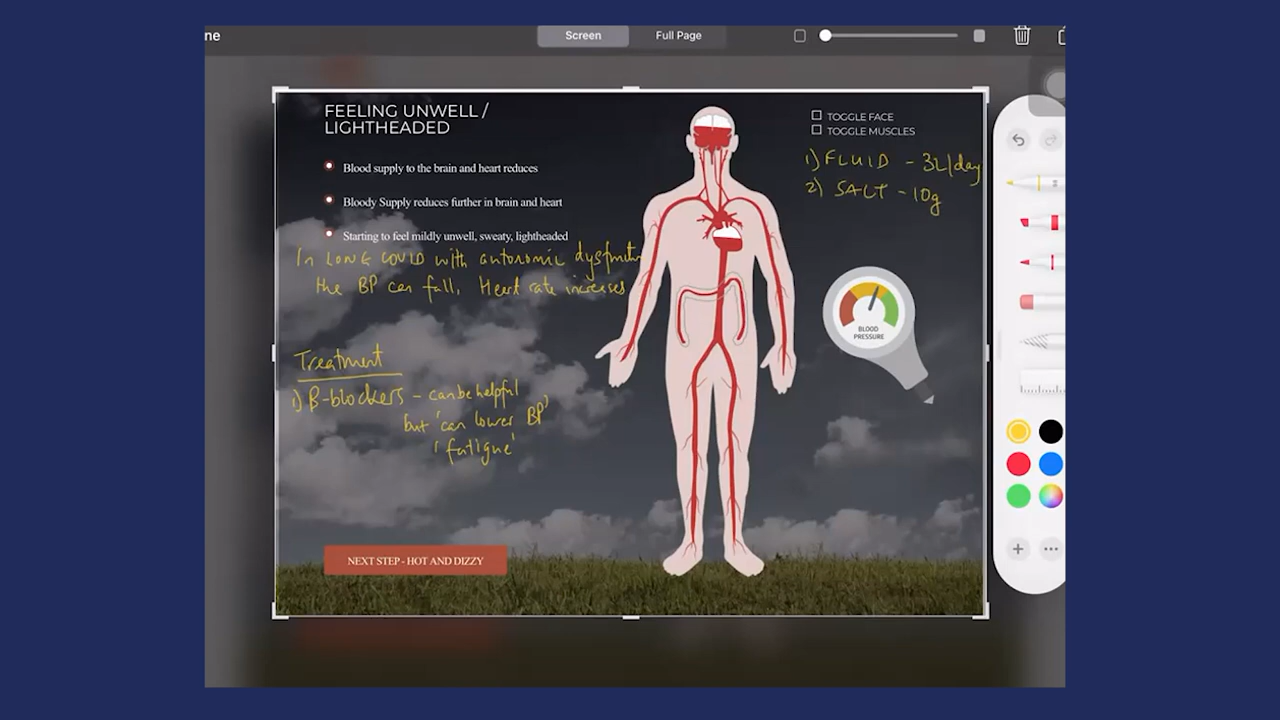 ne
Screen
Full Page
FEELING UNWELL /
LIGHTHEADED
Blood supply to the brain and heart reduces
Bloody Supply reduces further in brain and heart
Starting to feel mildly unwell, sweaty, lightheaded
In LONG COVID with autonomic
the BP can fall. Heart rate increases
Treatment
1) B-blockers - can be helpful
but 'can lower BP'
'fatigue'
NEXT STEP - HOT AND DIZZY
TOGGLE FACE
TOGGLE MUSCLES
1) FLUID - 3L/day
2) SALT - 10g
BLOOD
PRESSURE